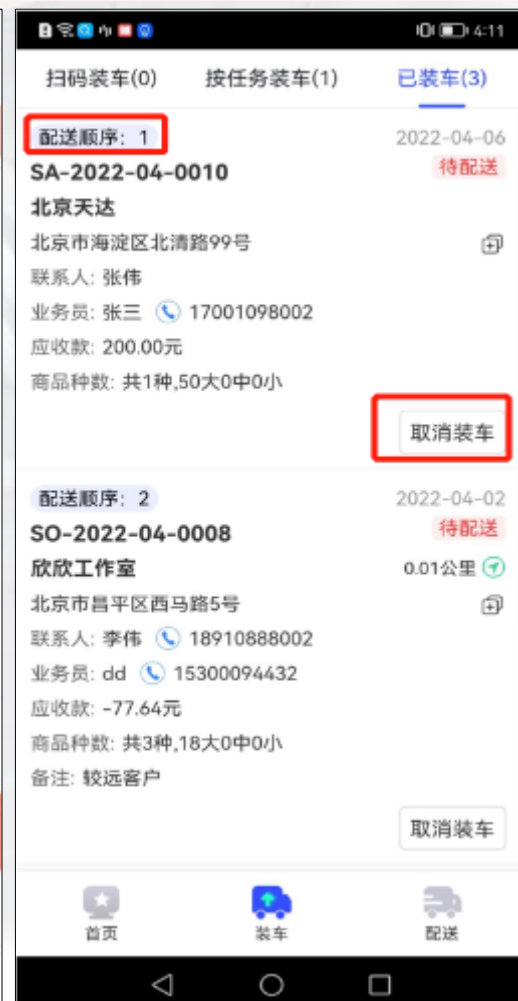 4:11
扫码装车(0) 按任务装车(1) 已装车(3)
配送顺序: 1 2022-04-06
SA-2022-04-0010 待配送
北京天达
北京市海淀区北清路99号
联系人: 张伟
业务员: 张三 17001098002
应收款: 200.00元
商品种数: 共1种,50大0中0小
取消装车
配送顺序: 2 2022-04-02
SO-2022-04-0008 待配送
欣欣工作室 0.01公里
北京市昌平区西马路5号
联系人: 李伟 18910888002
业务员: dd 15300094432
应收款: -77.64元
商品种数: 共3种,18大0中0小
备注: 较远客户
取消装车
首页 装车 配送